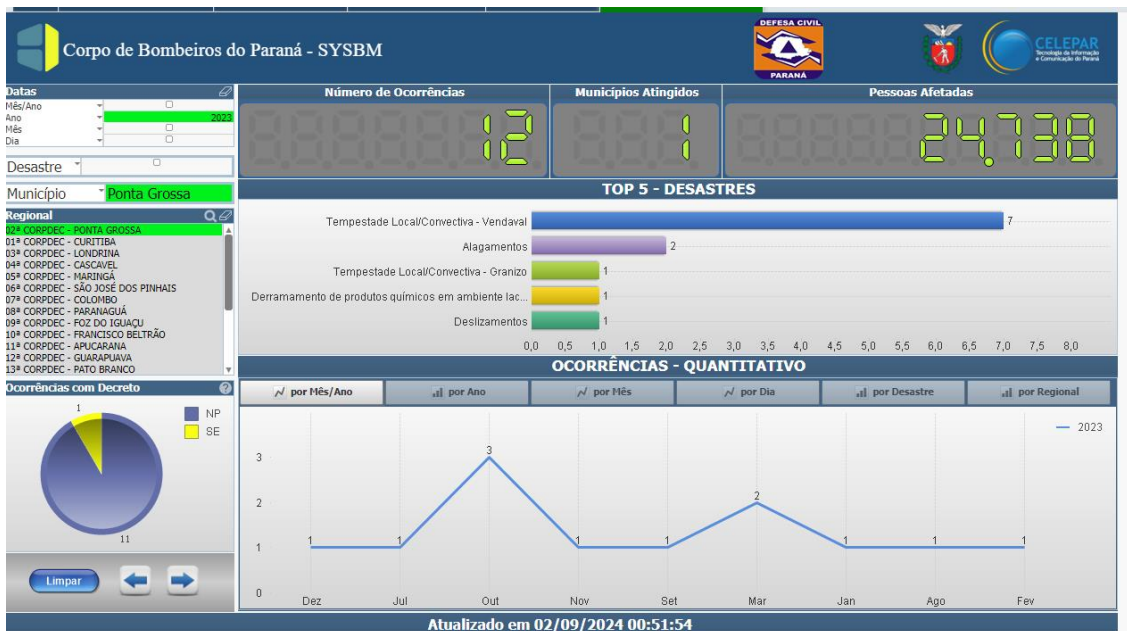 Corpo de Bombeiros do Paraná - SYSBM
DEFESA CIVIL
PARANÁ
CELEPAR
Tecnologia da Informação
e Comunicação do Paraná
Datas
Mês/Ano
Ano 2023
Mês
Dia
Desastre
Município Ponta Grossa
Regional
02ª CORPDEC - PONTA GROSSA
01ª CORPDEC - CURITIBA
03ª CORPDEC - LONDRINA
04ª CORPDEC - CASCAVEL
05ª CORPDEC - MARINGÁ
06ª CORPDEC - SÃO JOSÉ DOS PINHAIS
07ª CORPDEC - COLOMBO
08ª CORPDEC - PARANAGUÁ
09ª CORPDEC - FOZ DO IGUAÇU
10ª CORPDEC - FRANCISCO BELTRÃO
11ª CORPDEC - APUCARANA
12ª CORPDEC - GUARAPUAVA
13ª CORPDEC - PATO BRANCO
Ocorrências com Decreto
1
11
NP
SE
Limpar
Número de Ocorrências
12
Municípios Atingidos
1
Pessoas Afetadas
24.738
TOP 5 - DESASTRES
Tempestade Local/Convectiva - Vendaval 7
Alagamentos 2
Tempestade Local/Convectiva - Granizo 1
Derramamento de produtos químicos em ambiente lac... 1
Deslizamentos 1
0,0 0,5 1,0 1,5 2,0 2,5 3,0 3,5 4,0 4,5 5,0 5,5 6,0 6,5 7,0 7,5 8,0
OCORRÊNCIAS - QUANTITATIVO
por Mês/Ano por Ano por Mês por Dia por Desastre por Regional
2023
3
2
1
0
1 1 3 1 1 2 1 1 1
Dez Jul Out Nov Set Mar Jan Ago Fev
Atualizado em 02/09/2024 00:51:54